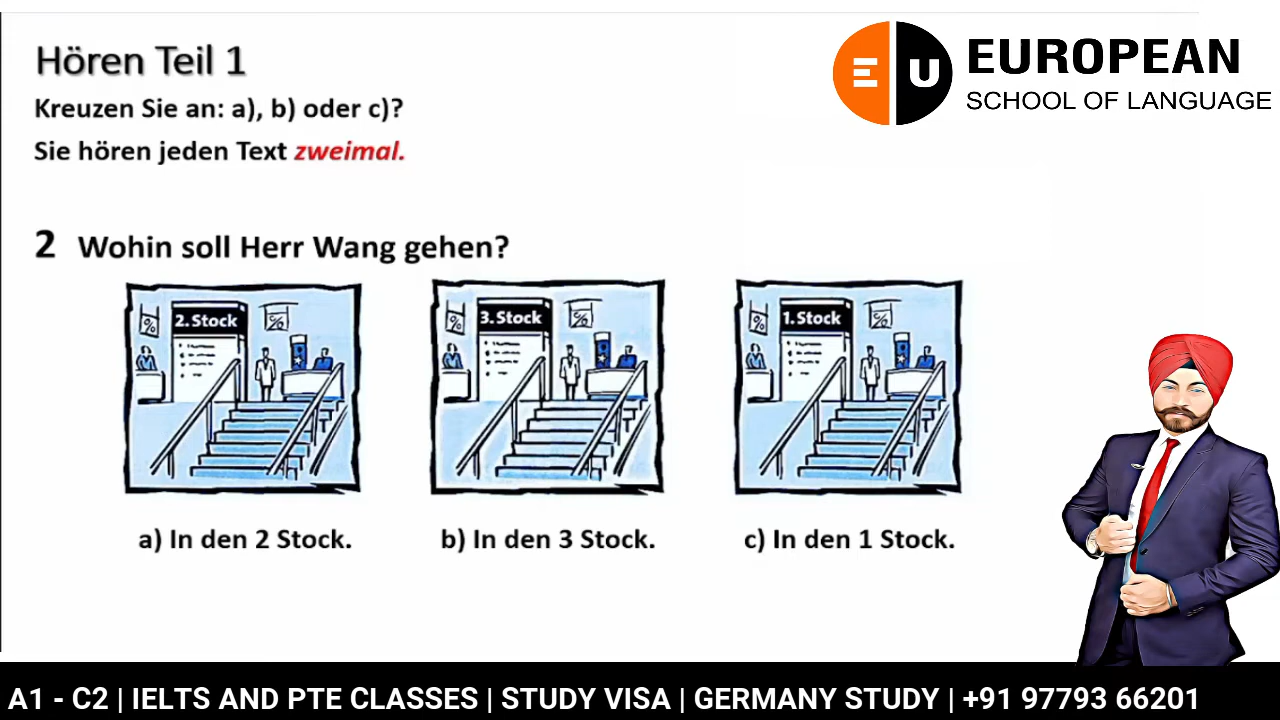 Hören Teil 1
Kreuzen Sie an: a), b) oder c)?
Sie hören jeden Text zweimal.
EU EUROPEAN
SCHOOL OF LANGUAGE
2 Wohin soll Herr Wang gehen?
% 2.Stock %
% 3.Stock %
% 1.Stock %
a) In den 2 Stock.
b) In den 3 Stock.
c) In den 1 Stock.
A1 - C2 | IELTS AND PTE CLASSES | STUDY VISA | GERMANY STUDY | +91 97793 66201